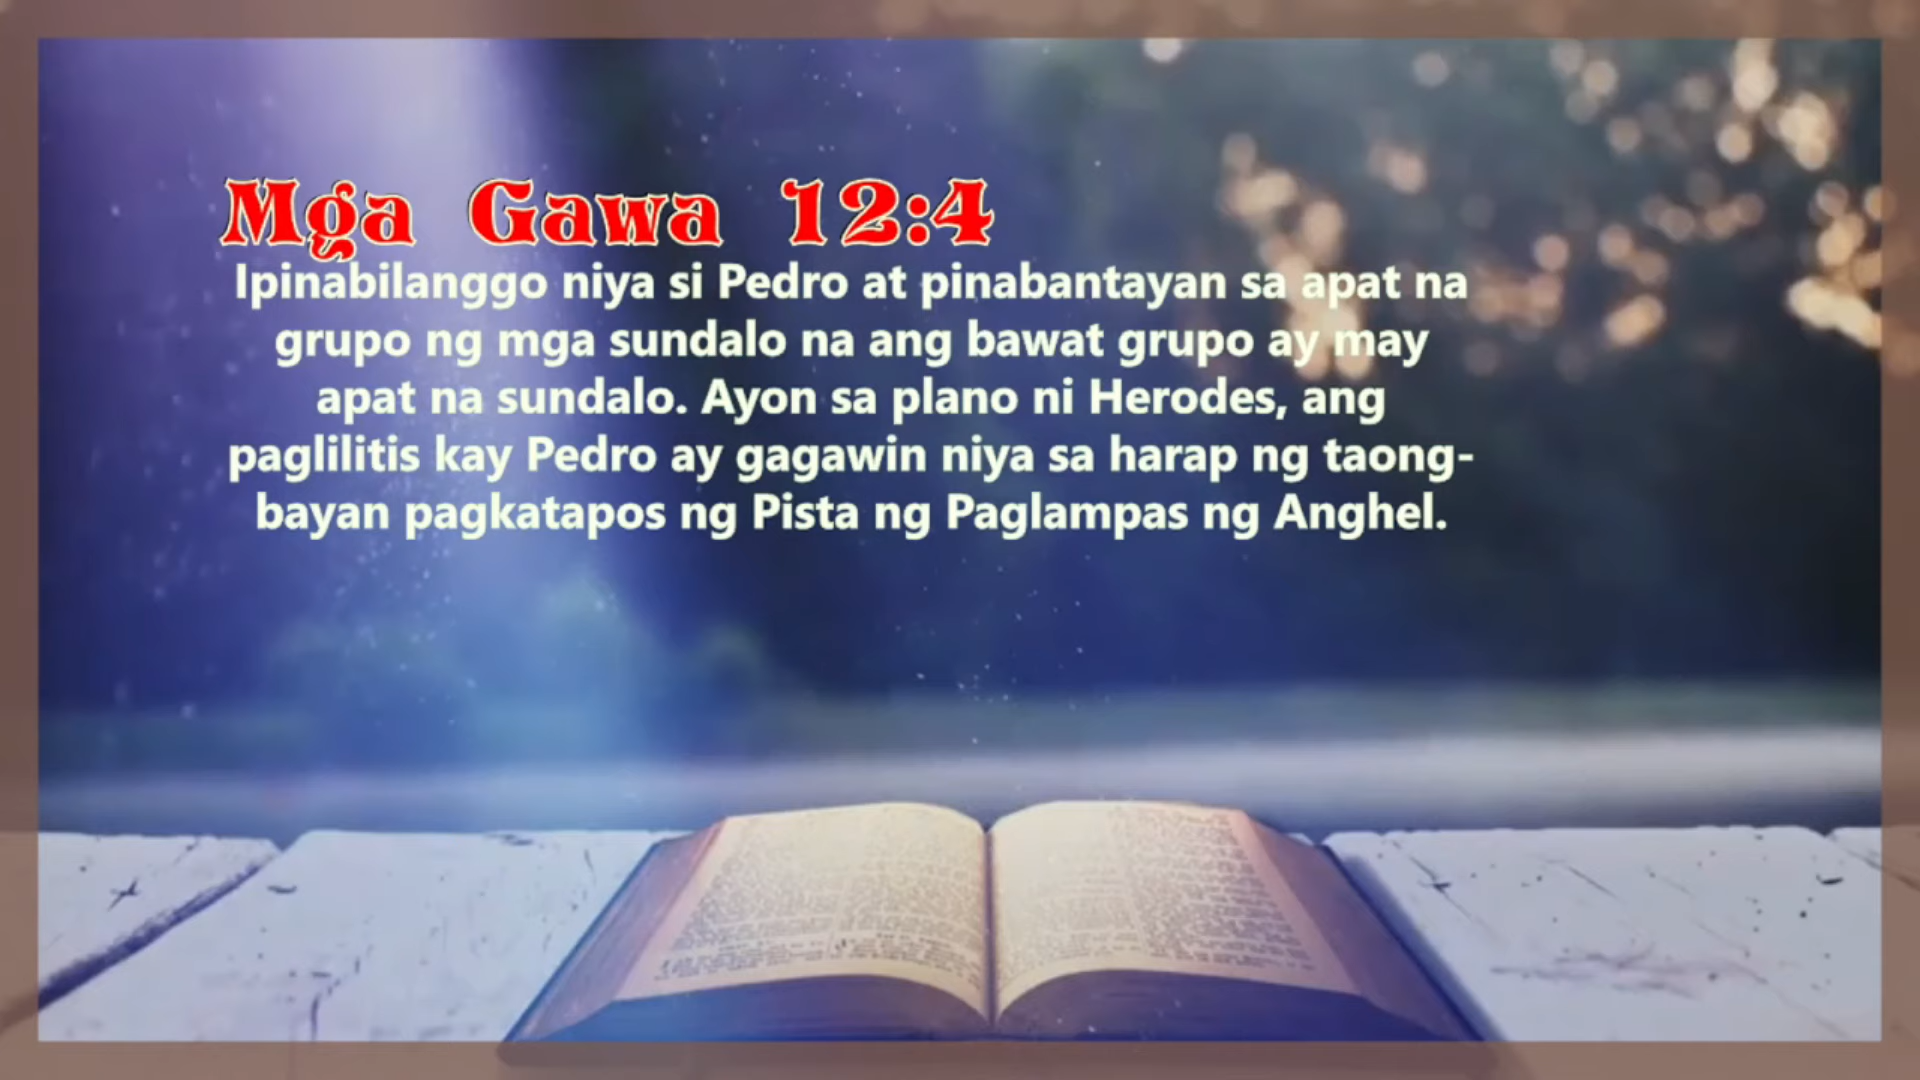 Mga Gawa 12:4
Ipinabilanggo niya si Pedro at pinabantayan sa apat na
grupo ng mga sundalo na ang bawat grupo ay may
apat na sundalo. Ayon sa plano ni Herodes, ang
paglilitis kay Pedro ay gagawin niya sa harap ng taong-
bayan pagkatapos ng Pista ng Paglampas ng Anghel.